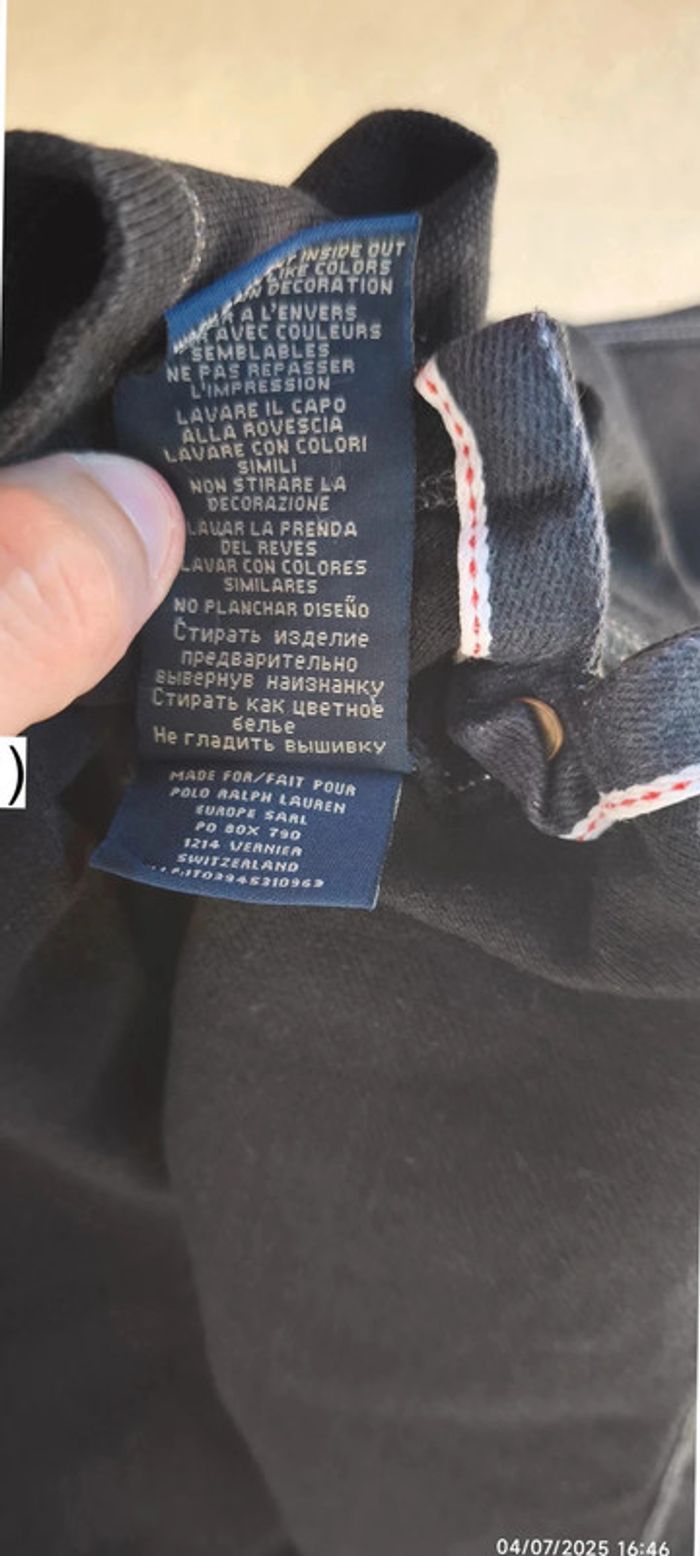 INSIDE OUT
LIKE COLORS
DECORATION
A L'ENVERS
AVEC COULEURS
SEMBLABLES
NE PAS REPASSER
L'IMPRESSION
LAVARE IL CAPO
ALLA ROVESCIA
LAVARE CON COLORI
SIMILI
NON STIRARE LA
DECORAZIONE
LAVAR LA PRENDA
DEL REVES
LAVAR CON COLORES
SIMILARES
NO PLANCHAR DISEÑO
Стирать изделие
предварительно
вывернув наизнанку
Стирать как цветное
белье
Не гладить вышивку
MADE FOR/FAIT POUR
POLO RALPH LAUREN
EUROPE SARL
PO BOX 790
1214 VERNIER
SWITZERLAND
)
04/07/2025 16:46